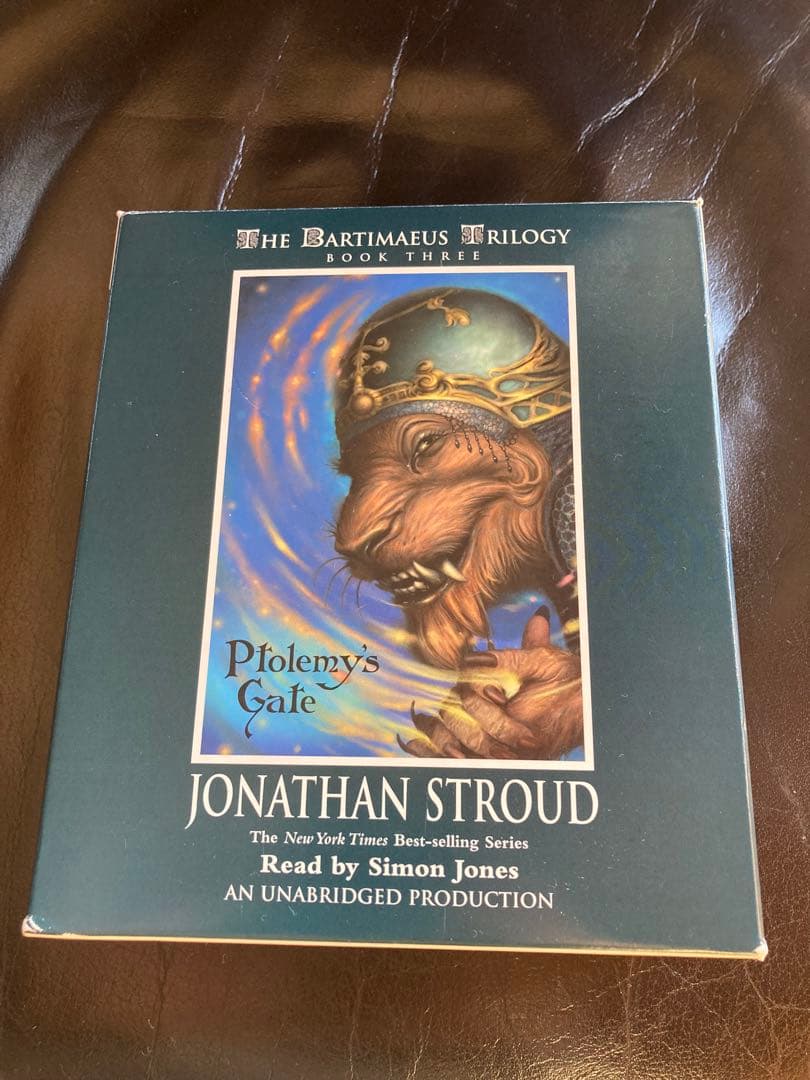 THE BARTIMAEUS TRILOGY
BOOK THREE
Ptolemy's
Gate
JONATHAN STROUD
The New York Times Best-selling Series
Read by Simon Jones
AN UNABRIDGED PRODUCTION